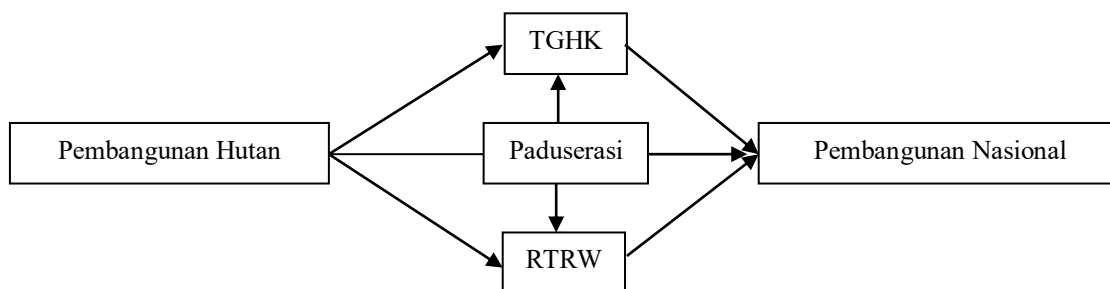 TGHK
Pembangunan Hutan
Paduserasi
Pembangunan Nasional
RTRW